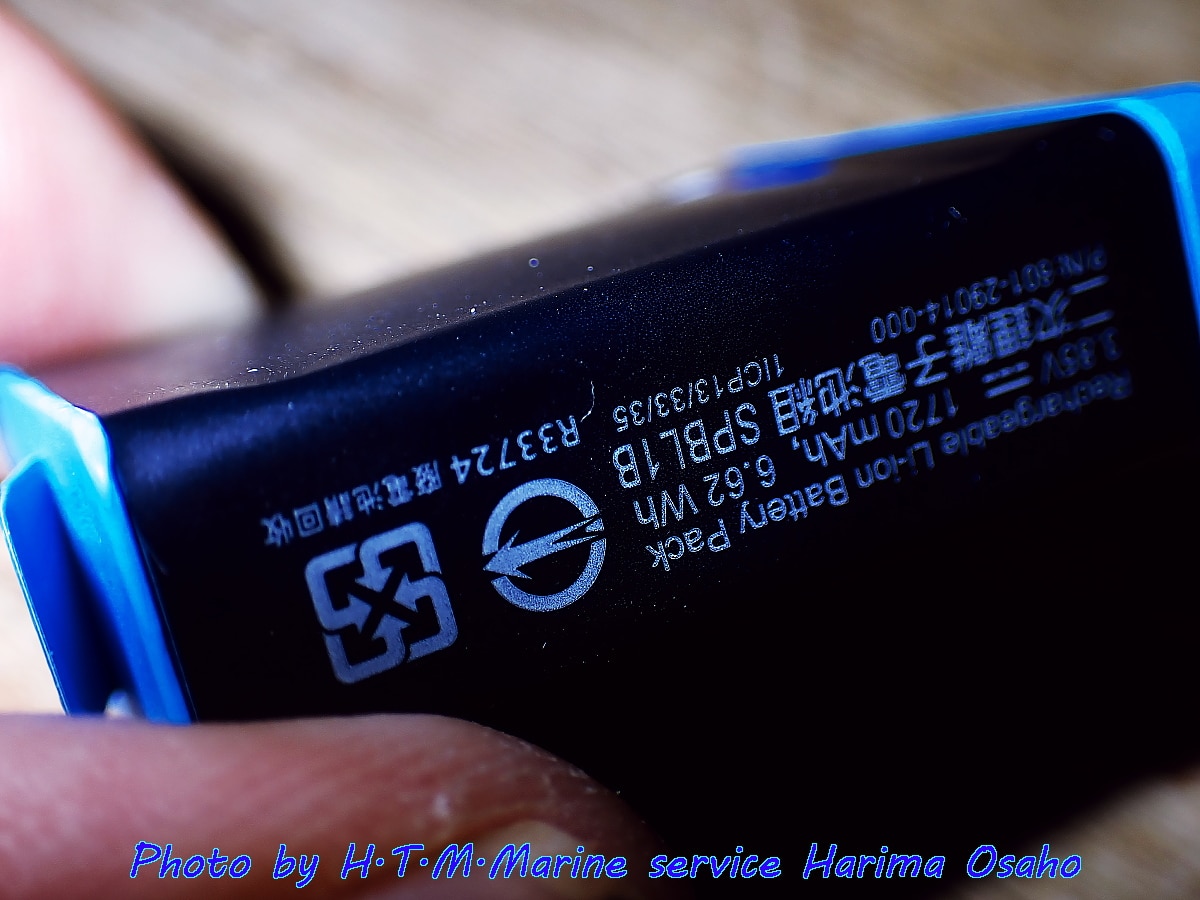 Rechargeable Li-ion Battery Pack
3.85V ⎓ 1720 mAh, 6.62 Wh
二次鋰離子電池組 SPBL1B
P/N: 601-29014-000 1ICP13/33/35
R33724 廢電池請回收
Photo by H·T·M·Marine service Harima Osaho